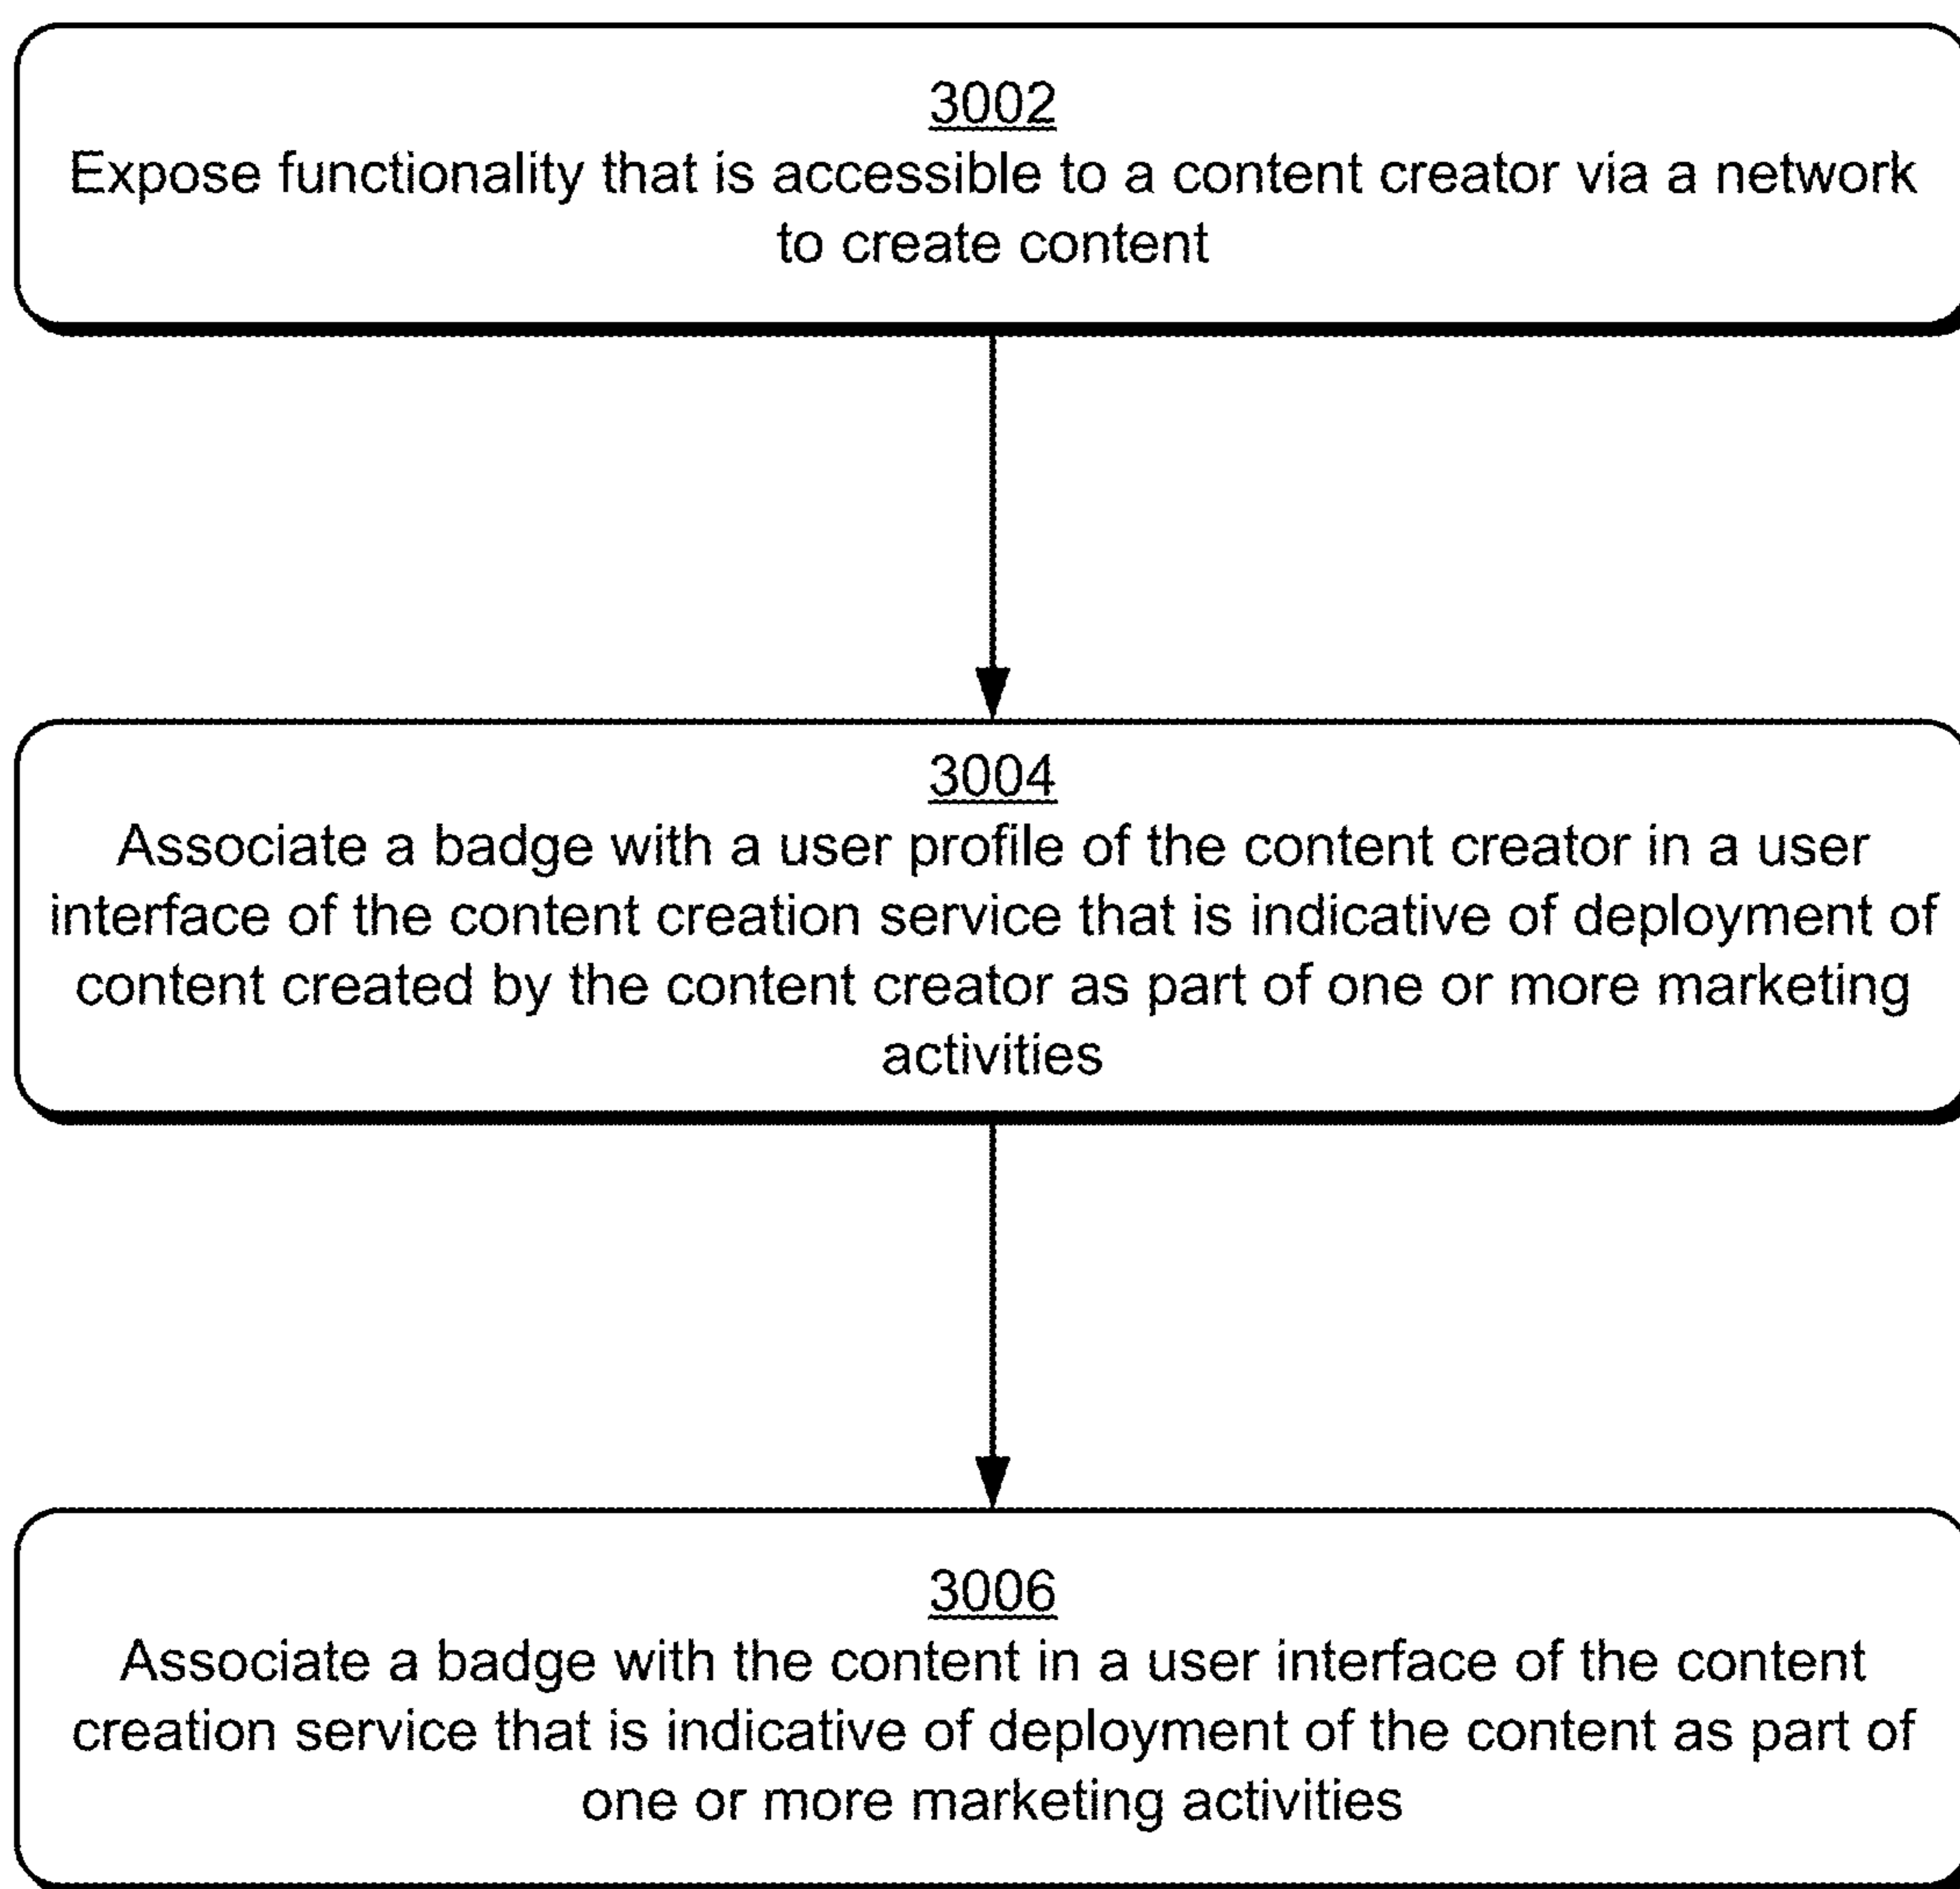 3002
Expose functionality that is accessible to a content creator via a network
to create content
3004
Associate a badge with a user profile of the content creator in a user
interface of the content creation service that is indicative of deployment of
content created by the content creator as part of one or more marketing
activities
3006
Associate a badge with the content in a user interface of the content
creation service that is indicative of deployment of the content as part of
one or more marketing activities